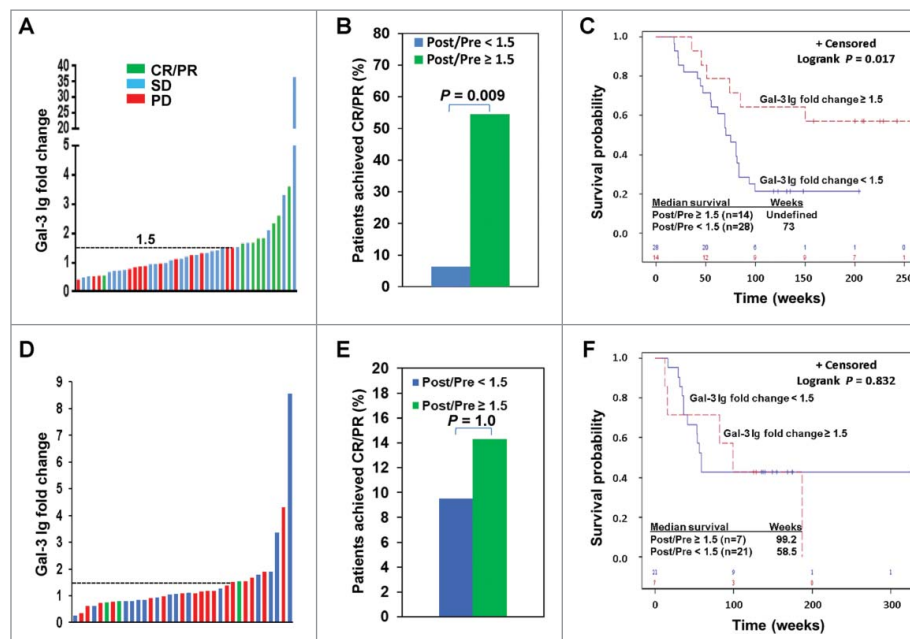 A
Gal-3 Ig fold change
40
35
30
25
20
4
3
2
1
0
CR/PR
SD
PD
1.5
B
Patients achieved CR/PR (%)
80
70
60
50
40
30
20
10
0
Post/Pre < 1.5
Post/Pre ≥ 1.5
P = 0.009
C
Survival probability
1.0
0.8
0.6
0.4
0.2
0.0
+ Censored
Logrank P = 0.017
Gal-3 Ig fold change ≥ 1.5
Gal-3 Ig fold change < 1.5
Median survival Weeks
Post/Pre ≥ 1.5 (n=14) Undefined
Post/Pre < 1.5 (n=28) 73
28 20 6 1 1 0
14 12 9 9 7 1
0 50 100 150 200 250
Time (weeks)
D
Gal-3 Ig fold change
9
8
7
6
5
4
3
2
1
0
E
Patients achieved CR/PR (%)
20
18
16
14
12
10
8
6
4
2
0
Post/Pre < 1.5
Post/Pre ≥ 1.5
P = 1.0
F
Survival probability
1.0
0.8
0.6
0.4
0.2
0.0
+ Censored
Logrank P = 0.832
Gal-3 Ig fold change < 1.5
Gal-3 Ig fold change ≥ 1.5
Median survival Weeks
Post/Pre ≥ 1.5 (n=7) 99.2
Post/Pre < 1.5 (n=21) 58.5
21 9 1 1
7 3 0
0 100 200 300
Time (weeks)